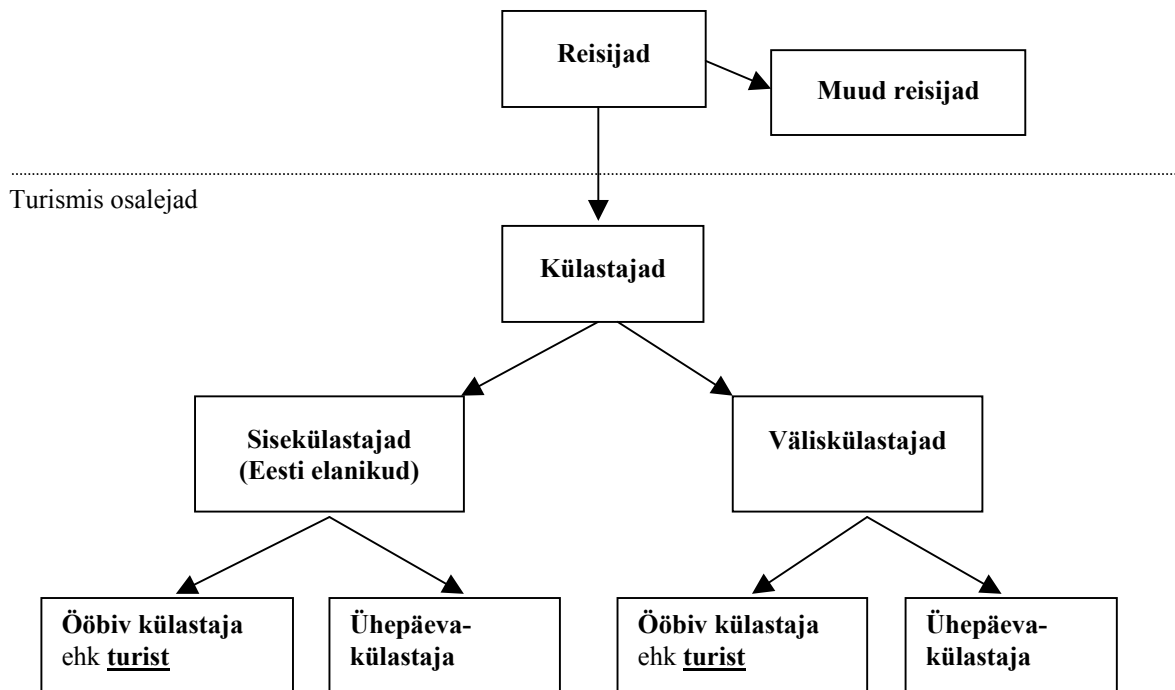 Reisijad
Muud reisijad
Turismis osalejad
Külastajad
Sisekülastajad
(Eesti elanikud)
Väliskülastajad
Ööbiv külastaja
ehk turist
Ühepäeva-
külastaja
Ööbiv külastaja
ehk turist
Ühepäeva-
külastaja